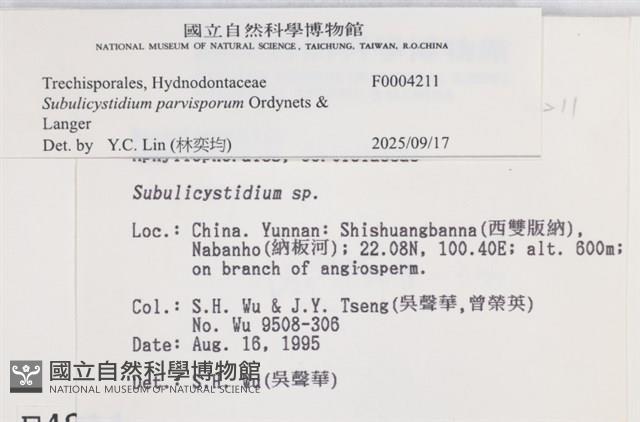 國立自然科學博物館
NATIONAL MUSEUM OF NATURAL SCIENCE, TAICHUNG, TAIWAN, R.O.CHINA
Trechisporales, Hydnodontaceae F0004211
Subulicystidium parvisporum Ordynets &
Langer
Det. by Y.C. Lin (林奕均) 2025/09/17
Subulicystidium sp.
Loc.: China. Yunnan: Shishuangbanna(西雙版納),
Nabanho(納板河); 22.08N, 100.40E; alt. 600m;
on branch of angiosperm.
Col.: S.H. Wu & J.Y. Tseng(吳聲華,曾榮英)
No. Wu 9508-306
Date: Aug. 16, 1995
Det.: S.H. Wu(吳聲華)
國立自然科學博物館
NATIONAL MUSEUM OF NATURAL SCIENCE